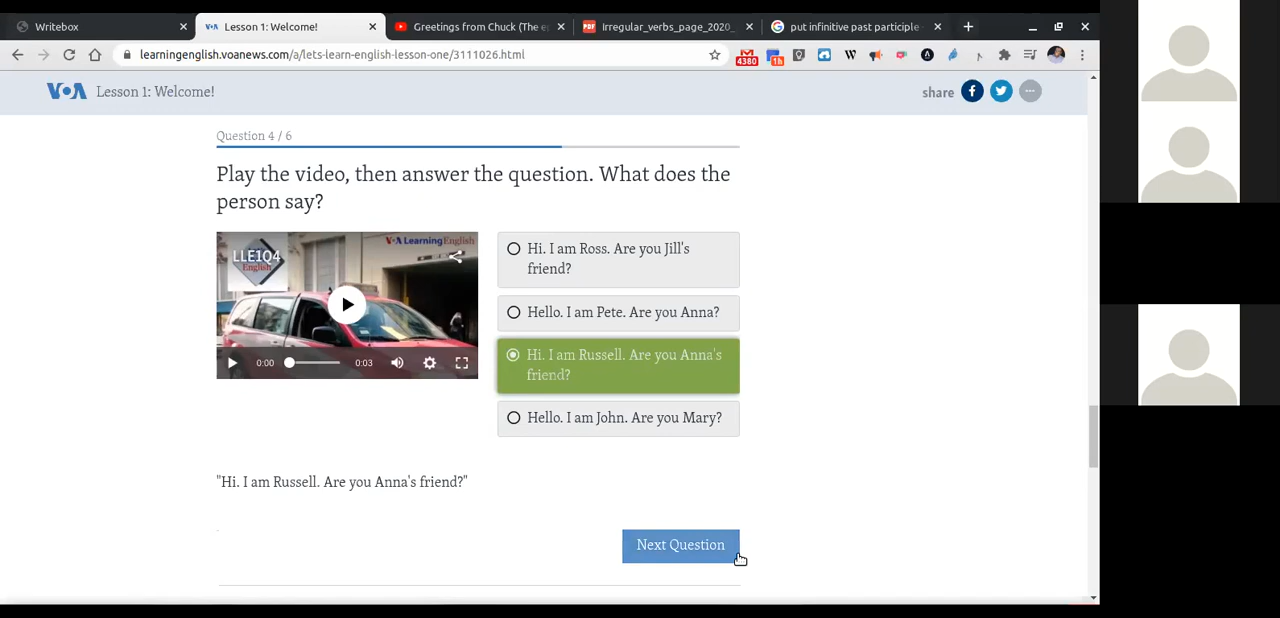 Writebox
Lesson 1: Welcome!
Greetings from Chuck (The e
Irregular_verbs_page_2020_
put infinitive past participle
learningenglish.voanews.com/a/lets-learn-english-lesson-one/3111026.html
4380
1h
VOA
Lesson 1: Welcome!
share
Question 4 / 6
Play the video, then answer the question. What does the
person say?
VOA Learning English
LLE1Q4
English
0:00
0:03
Hi. I am Ross. Are you Jill's
friend?
Hello. I am Pete. Are you Anna?
Hi. I am Russell. Are you Anna's
friend?
Hello. I am John. Are you Mary?
"Hi. I am Russell. Are you Anna's friend?"
Next Question